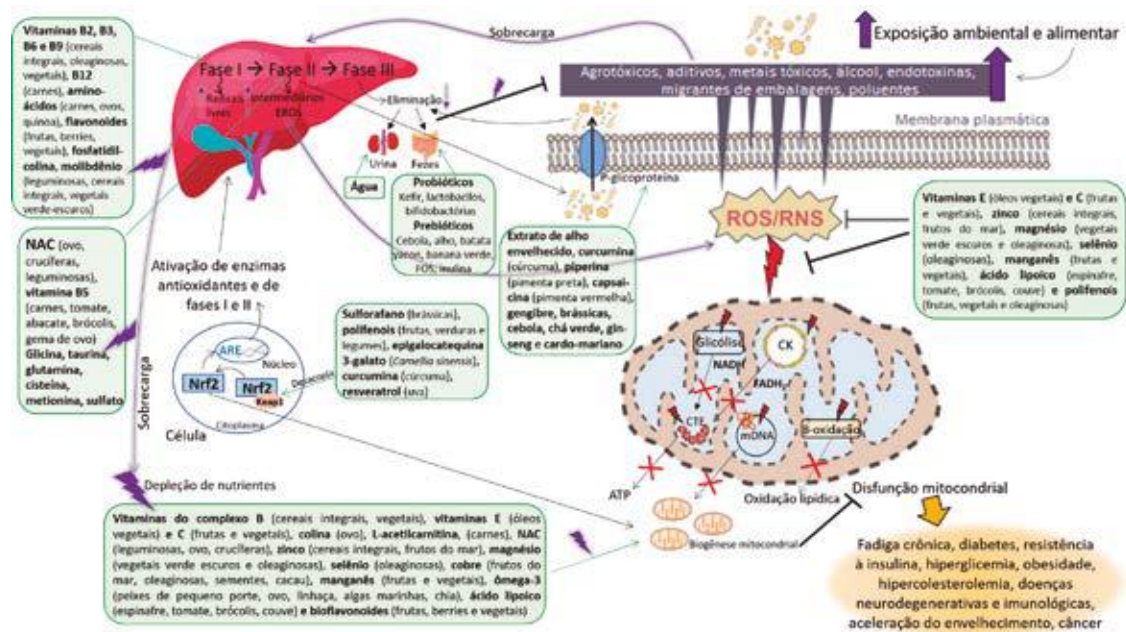 Vitaminas B2, B3,
B6 e B9 (cereais
integrais, oleaginosas,
vegetais), B12
(carnes), amino-
ácidos (carnes, ovos,
quinoa), flavonoides
(frutas, berries,
vegetais), fosfatidil-
colina, molibdênio
(leguminosas, cereais
integrais, vegetais
verde-escuros)
NAC (ovo,
crucíferas,
leguminosas),
vitamina B5
(carnes, tomate,
abacate, brócolis,
gema de ovo)
Glicina, taurina,
glutamina,
cisteína,
metionina, sulfato
Sobrecarga
Fase I → Fase II → Fase III
Radicais
livres
Intermediários
EROS
Eliminação
Urina
Fezes
Água
Probióticos
Kefir, lactobacilos,
bifidobactérias
Prebióticos
Cebola, alho, batata
yacon, banana verde,
FOS, inulina
Sobrecarga
Exposição ambiental e alimentar
Agrotóxicos, aditivos, metais tóxicos, álcool, endotoxinas,
migrantes de embalagens, poluentes
Membrana plasmática
P-glicoproteína
Extrato de alho
envelhecido, curcumina
(cúrcuma), piperina
(pimenta preta), capsai-
cina (pimenta vermelha),
gengibre, brássicas,
cebola, chá verde, gin-
seng e cardo-mariano
ROS/RNS
Vitaminas E (óleos vegetais) e C (frutas
e vegetais), zinco (cereais integrais,
frutos do mar), magnésio (vegetais
verde escuros e oleaginosas), selênio
(oleaginosas), manganês (frutas e
vegetais), ácido lipoico (espinafre,
tomate, brócolis, couve) e polifenois
(frutas, vegetais e oleaginosas)
Ativação de enzimas
antioxidantes e de
fases I e II
ARE
Núcleo
Nrf2
Nrf2
Keap1
Citoplasma
Célula
Sulforafano (brássicas),
polifenois (frutas, verduras e
legumes), epigalocatequina
3-galato (Camellia sinensis),
curcumina (cúrcuma),
resveratrol (uva)
Glicólise
CK
NADH
FADH₂
CTE
mDNA
B-oxidação
ATP
Oxidação lipídica
Biogênese mitocondrial
Disfunção mitocondrial
Fadiga crônica, diabetes, resistência
à insulina, hiperglicemia, obesidade,
hipercolesterolemia, doenças
neurodegenerativas e imunológicas,
aceleração do envelhecimento, câncer
Depleção de nutrientes
Vitaminas do complexo B (cereais integrais, vegetais), vitaminas E (óleos
vegetais) e C (frutas e vegetais), colina (ovo), L-acetilcarnitina, (carnes), NAC
(leguminosas, ovo, crucíferas), zinco (cereais integrais, frutos do mar), magnésio
(vegetais verde escuros e oleaginosas), selênio (oleaginosas), cobre (frutos do
mar, oleaginosas, sementes, cacau), manganês (frutas e vegetais), ômega-3
(peixes de pequeno porte, ovo, linhaça, algas marinhas, chia), ácido lipoico
(espinafre, tomate, brócolis, couve) e bioflavonoides (frutas, berries e vegetais)